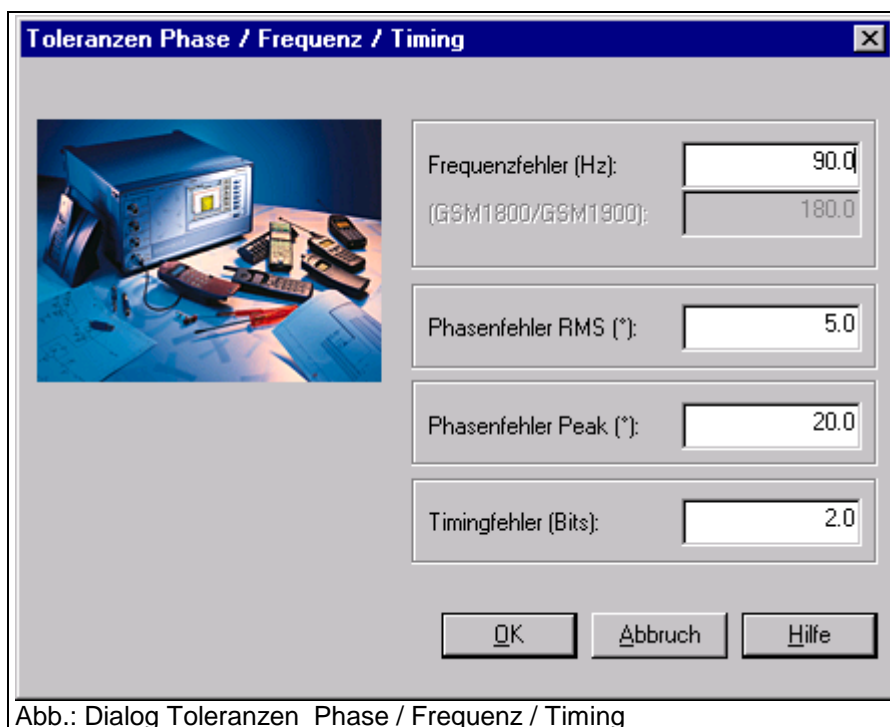 Toleranzen Phase / Frequenz / Timing
Frequenzfehler (Hz): 90.0
(GSM1800/GSM1900): 180.0
Phasenfehler RMS (°): 5.0
Phasenfehler Peak (°): 20.0
Timingfehler (Bits): 2.0
OK Abbruch Hilfe
Abb.: Dialog Toleranzen Phase / Frequenz / Timing